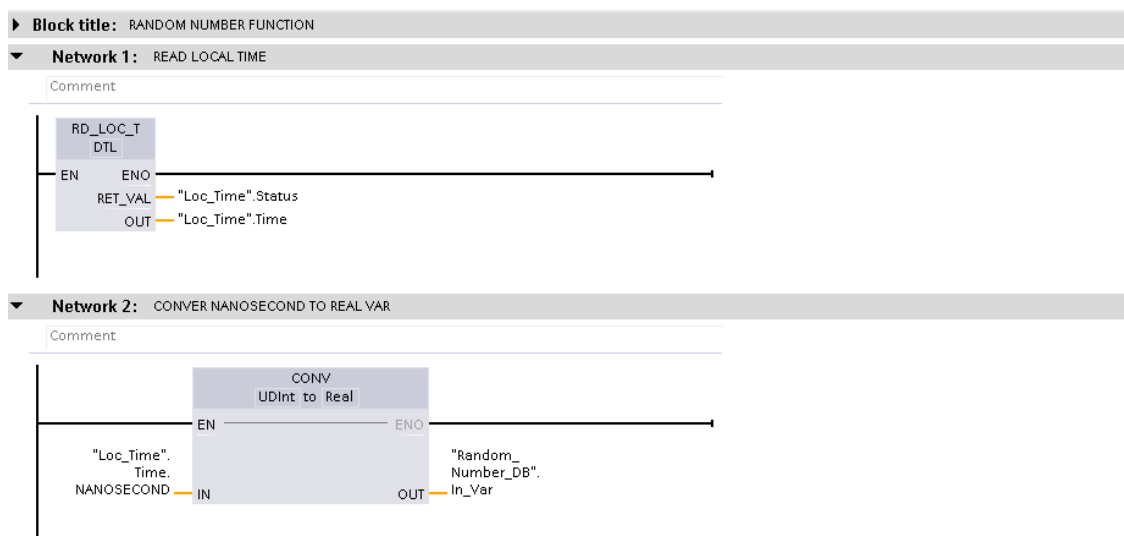 Block title: RANDOM NUMBER FUNCTION
Network 1: READ LOCAL TIME
Comment
RD_LOC_T
DTL
EN ENO
RET_VAL "Loc_Time".Status
OUT "Loc_Time".Time
Network 2: CONVER NANOSECOND TO REAL VAR
Comment
CONV
UDInt to Real
EN ENO
"Loc_Time".
Time.
NANOSECOND IN
OUT
"Random_
Number_DB".
In_Var